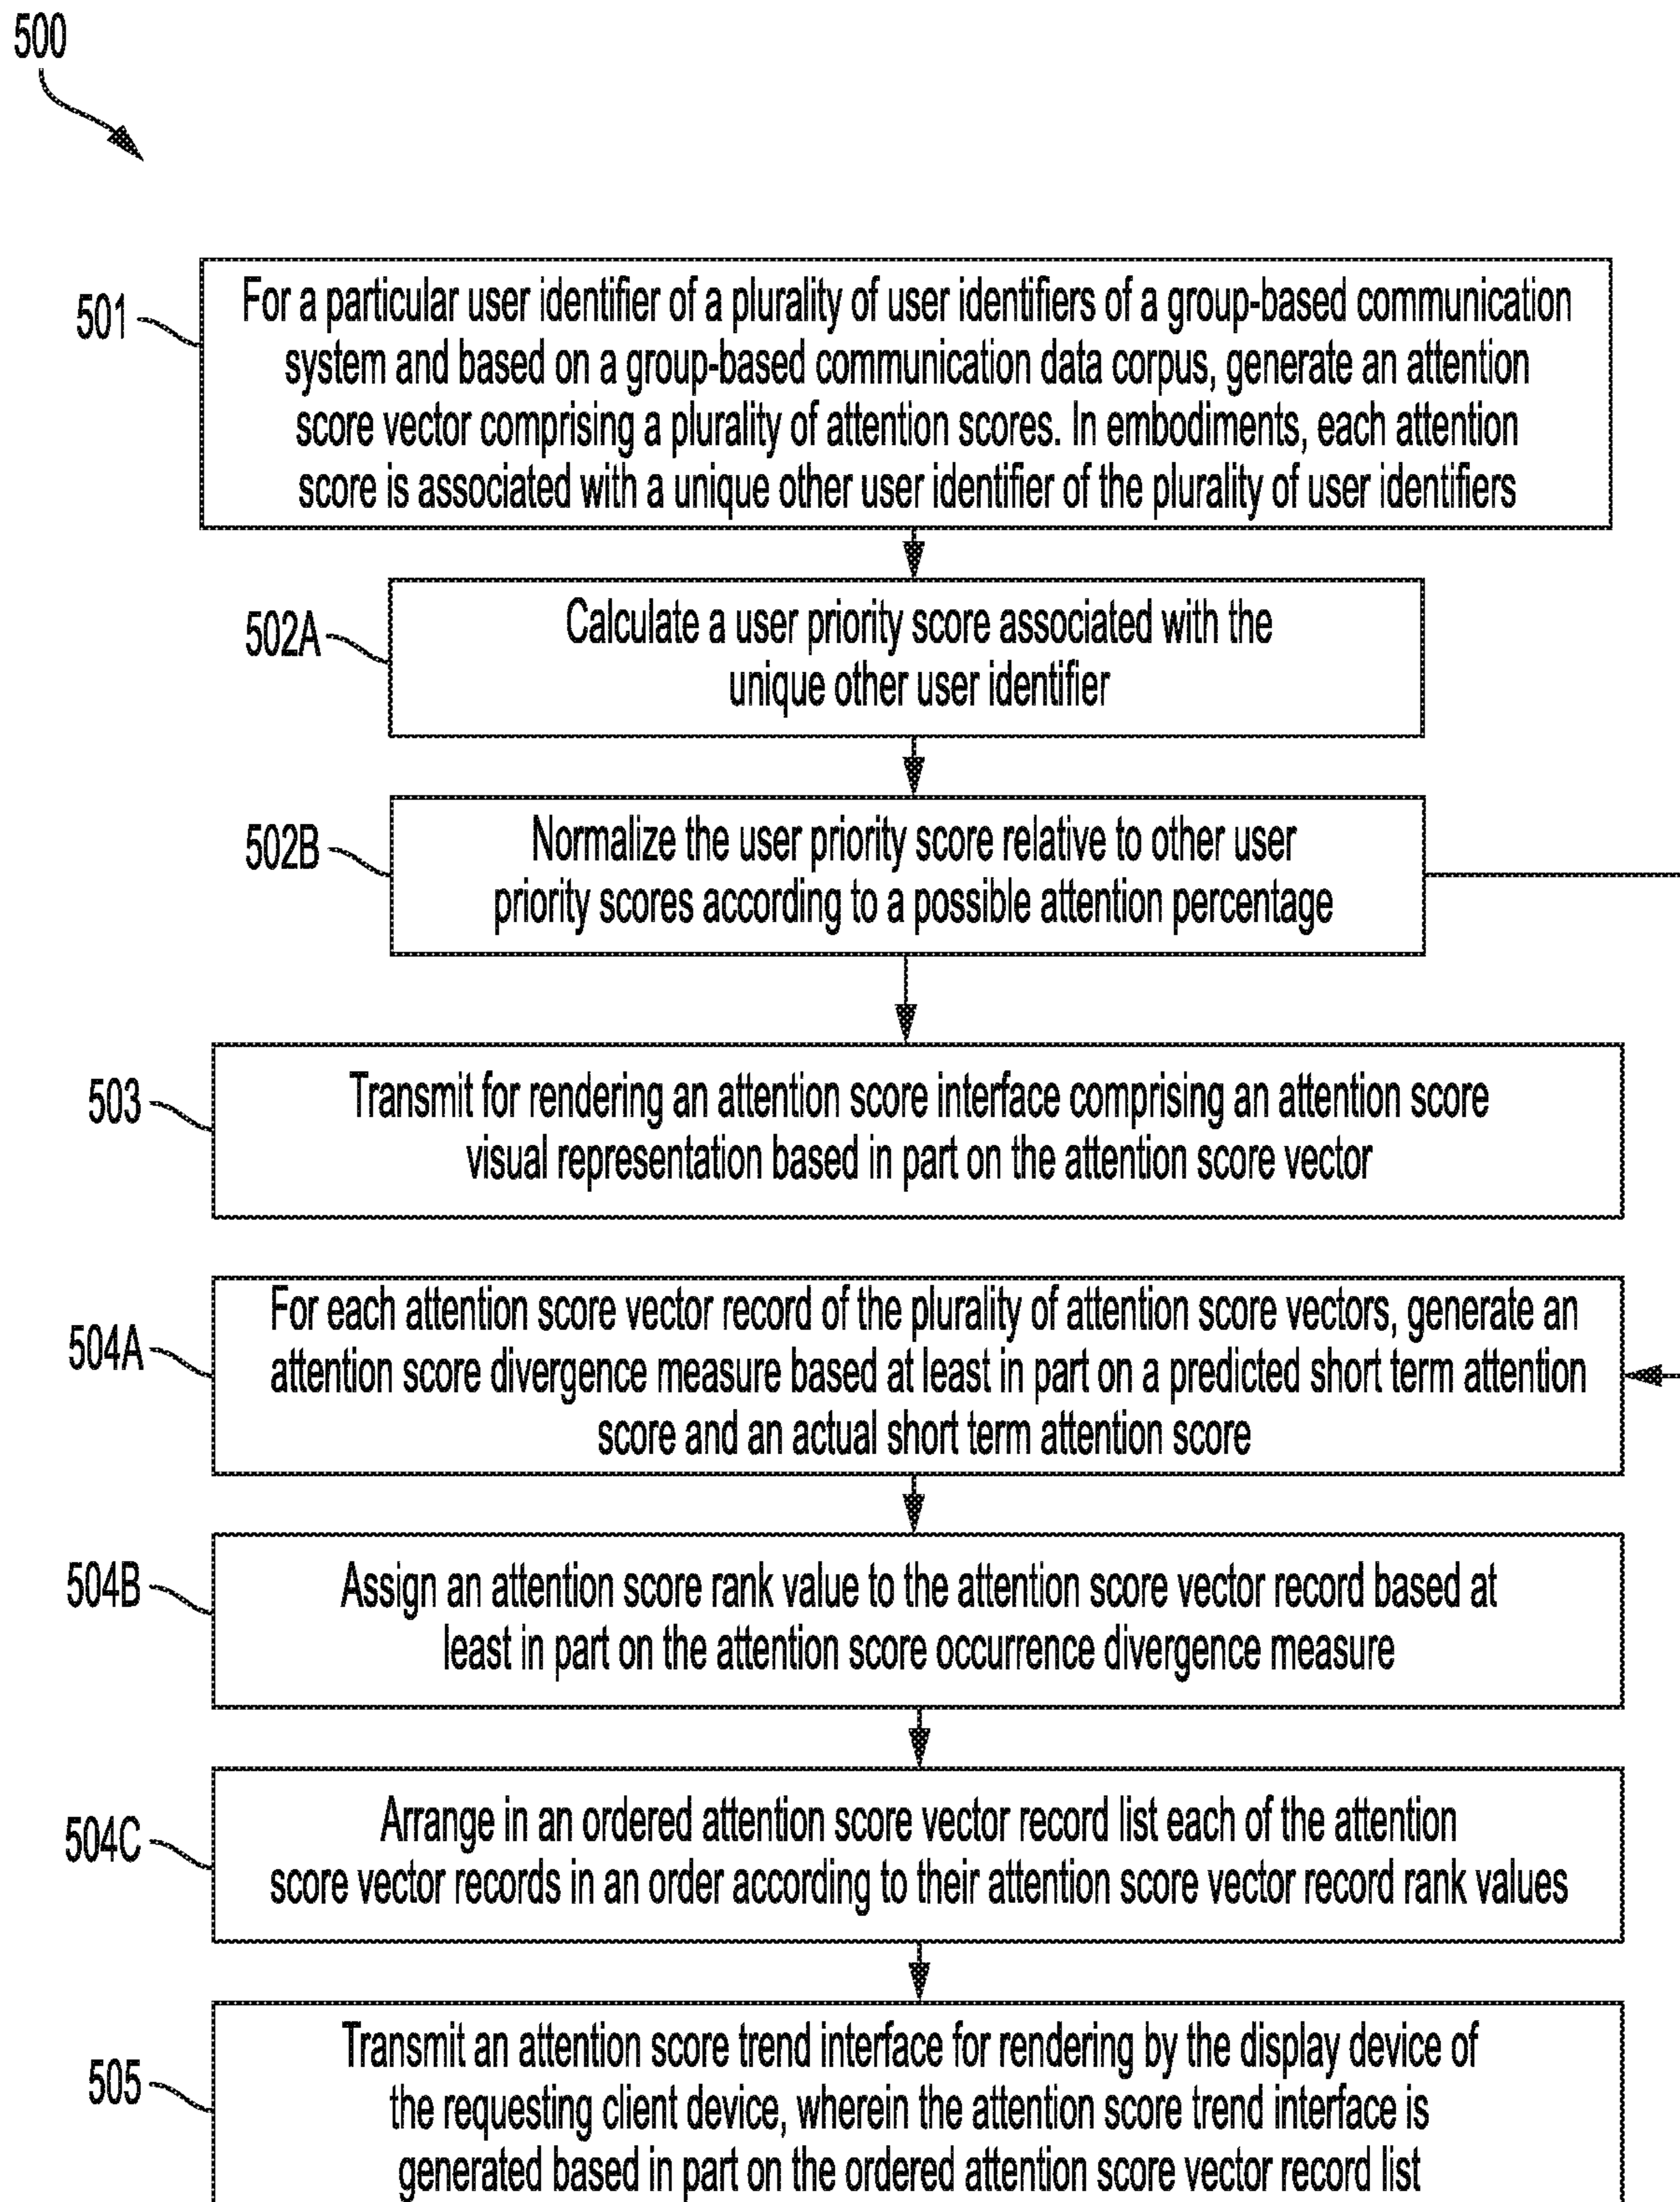 500
501
For a particular user identifier of a plurality of user identifiers of a group-based communication
system and based on a group-based communication data corpus, generate an attention
score vector comprising a plurality of attention scores. In embodiments, each attention
score is associated with a unique other user identifier of the plurality of user identifiers
502A
Calculate a user priority score associated with the
unique other user identifier
502B
Normalize the user priority score relative to other user
priority scores according to a possible attention percentage
503
Transmit for rendering an attention score interface comprising an attention score
visual representation based in part on the attention score vector
504A
For each attention score vector record of the plurality of attention score vectors, generate an
attention score divergence measure based at least in part on a predicted short term attention
score and an actual short term attention score
504B
Assign an attention score rank value to the attention score vector record based at
least in part on the attention score occurrence divergence measure
504C
Arrange in an ordered attention score vector record list each of the attention
score vector records in an order according to their attention score vector record rank values
505
Transmit an attention score trend interface for rendering by the display device of
the requesting client device, wherein the attention score trend interface is
generated based in part on the ordered attention score vector record list